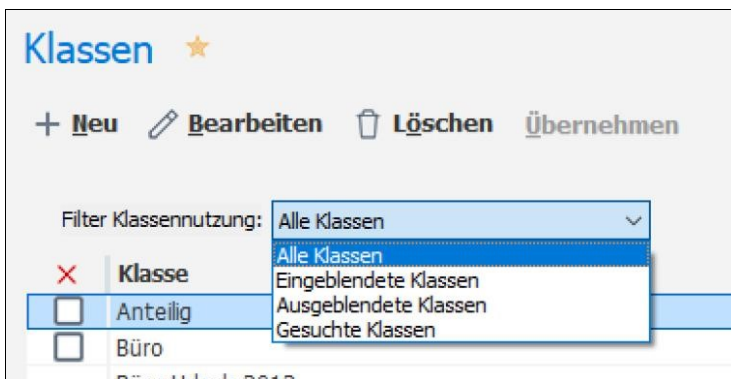 Klassen
Neu Bearbeiten Löschen Übernehmen
Filter Klassennutzung: Alle Klassen
Alle Klassen
Klasse
Eingeblendete Klassen
Anteilig
Ausgeblendete Klassen
Gesuchte Klassen
Büro